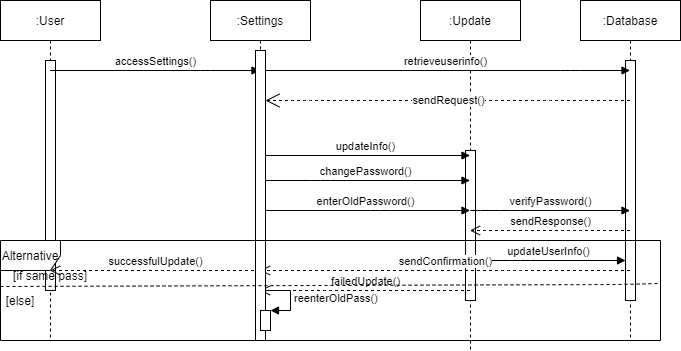 :User
:Settings
:Update
:Database
accessSettings()
retrieveuserinfo()
sendRequest()
updateInfo()
changePassword()
enterOldPassword()
verifyPassword()
sendResponse()
Alternative
updateUserInfo()
successfulUpdate()
sendConfirmation()
[if same pass]
failedUpdate()
[else]
reenterOldPass()